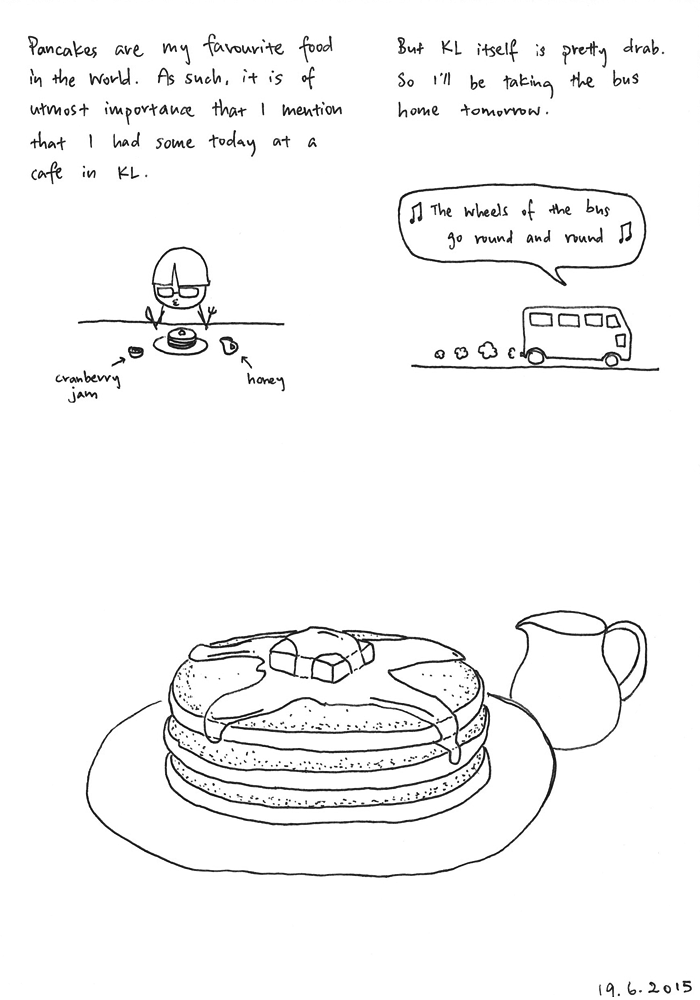 Pancakes are my favourite food
in the world. As such, it is of
utmost importance that I mention
that I had some today at a
cafe in KL.
cranberry
jam
honey
But KL itself is pretty drab.
So I'll be taking the bus
home tomorrow.
♫ The wheels of the bus
go round and round ♫
19.6.2015